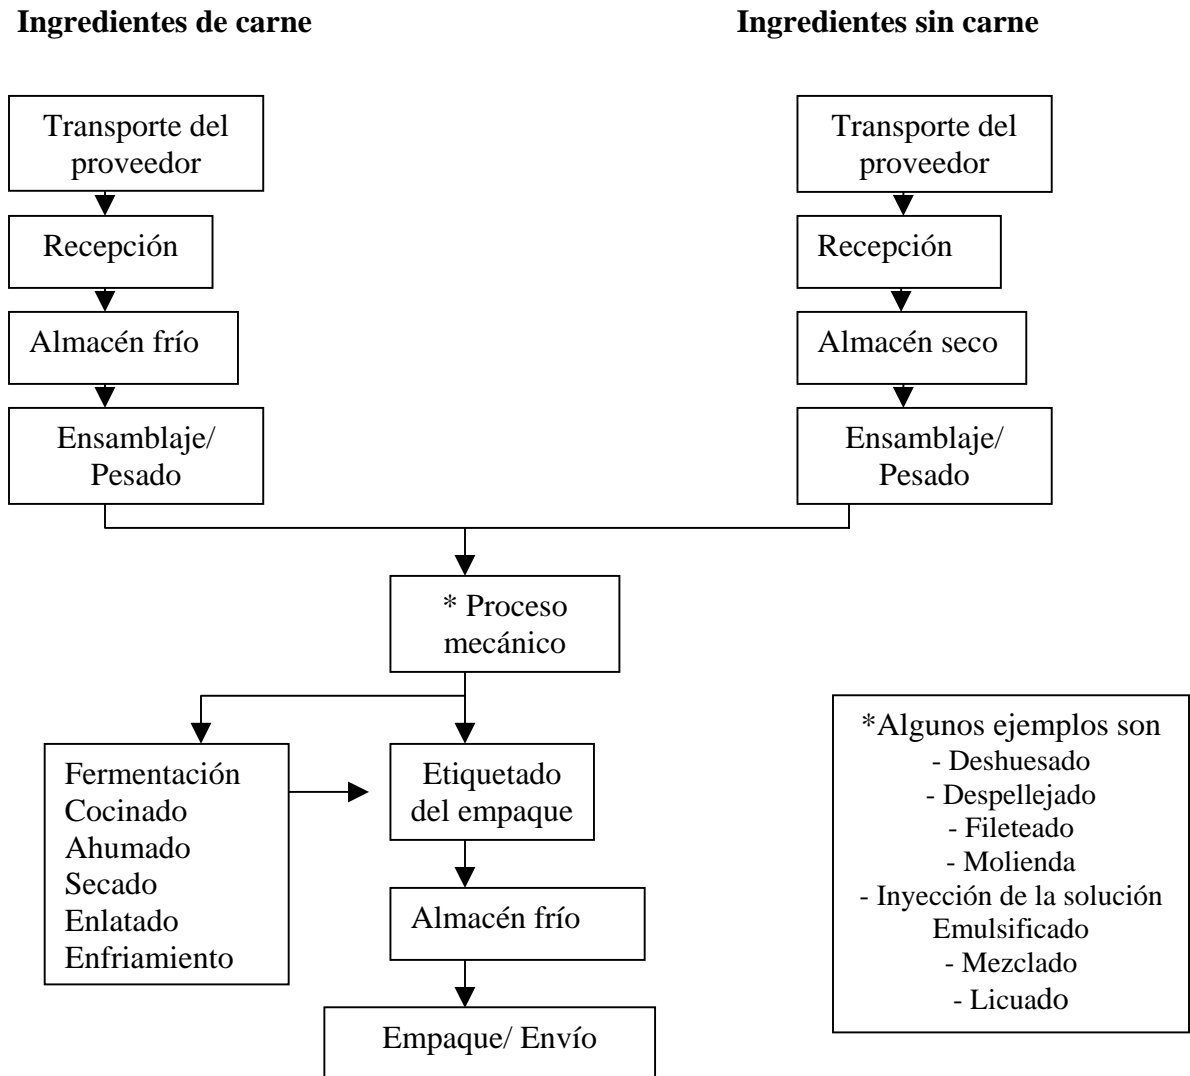 Ingredientes de carne
Ingredientes sin carne
Transporte del
proveedor
Transporte del
proveedor
Recepción
Recepción
Almacén frío
Almacén seco
Ensamblaje/
Pesado
Ensamblaje/
Pesado
* Proceso
mecánico
Fermentación
Cocinado
Ahumado
Secado
Enlatado
Enfriamiento
Etiquetado
del empaque
Almacén frío
Empaque/ Envío
*Algunos ejemplos son
- Deshuesado
- Despellejado
- Fileteado
- Molienda
- Inyección de la solución
Emulsificado
- Mezclado
- Licuado